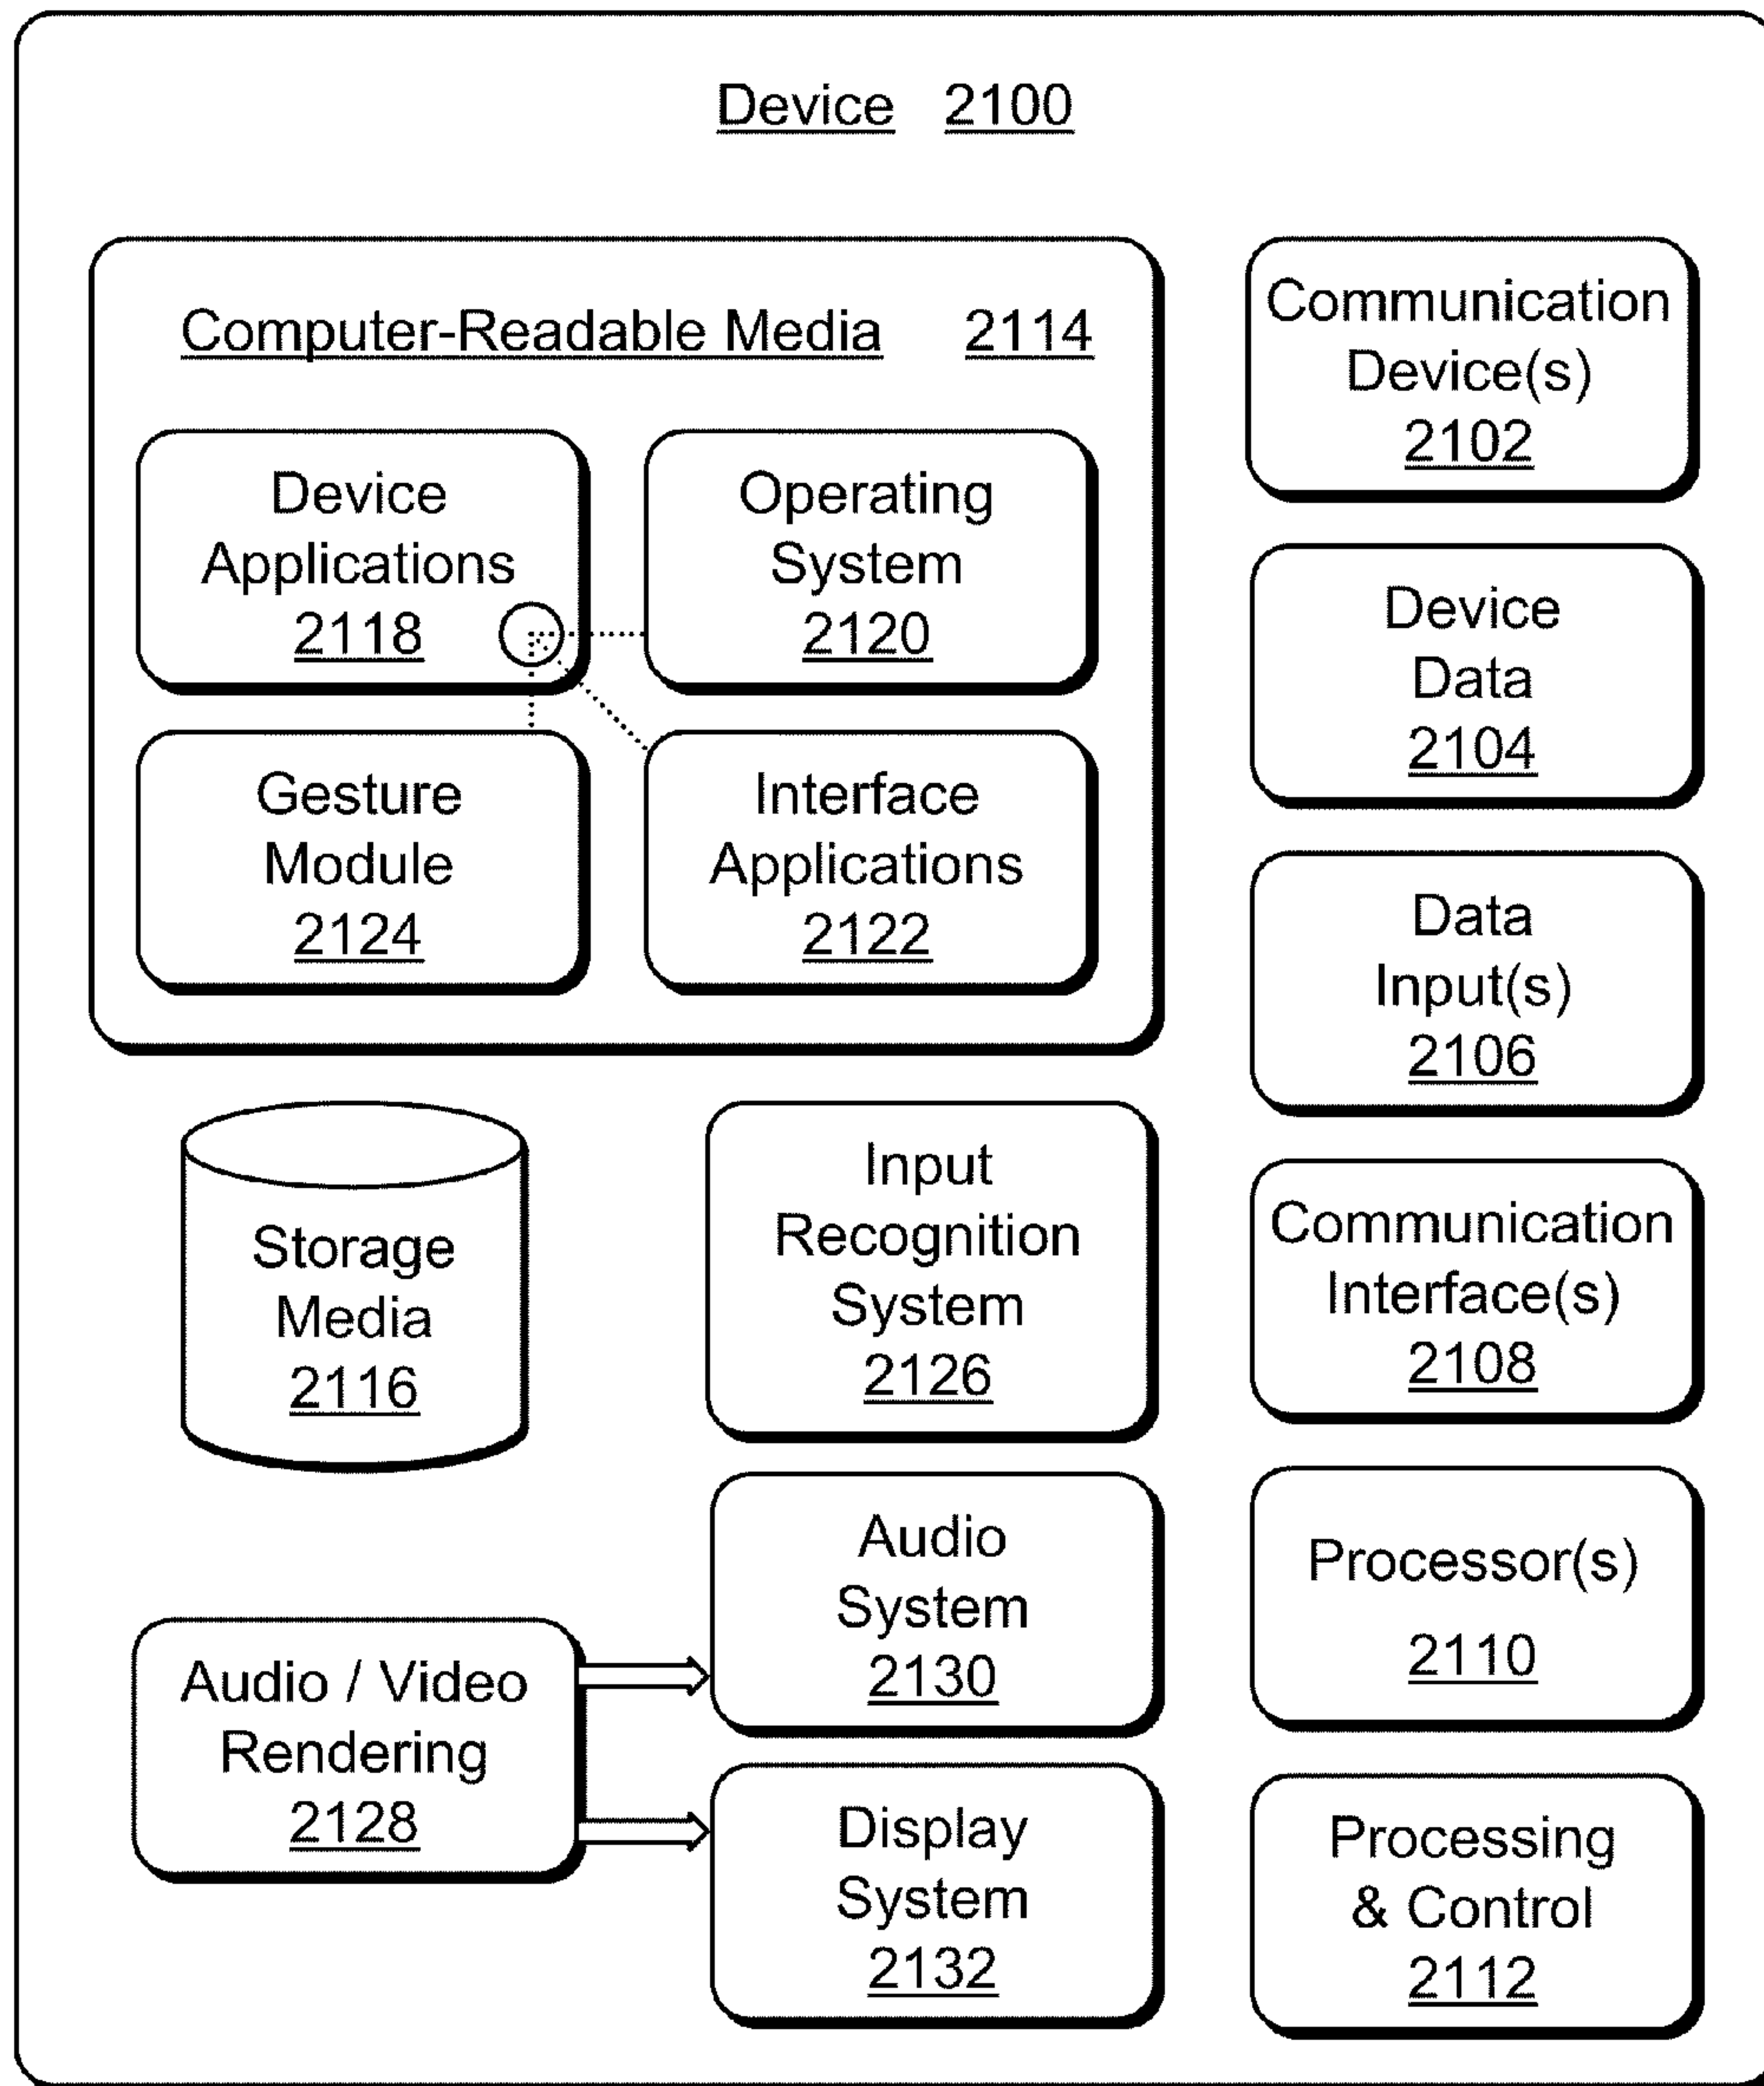 Device 2100
Computer-Readable Media 2114
Device
Applications
2118
Operating
System
2120
Gesture
Module
2124
Interface
Applications
2122
Storage
Media
2116
Input
Recognition
System
2126
Audio / Video
Rendering
2128
Audio
System
2130
Display
System
2132
Communication
Device(s)
2102
Device
Data
2104
Data
Input(s)
2106
Communication
Interface(s)
2108
Processor(s)
2110
Processing
& Control
2112